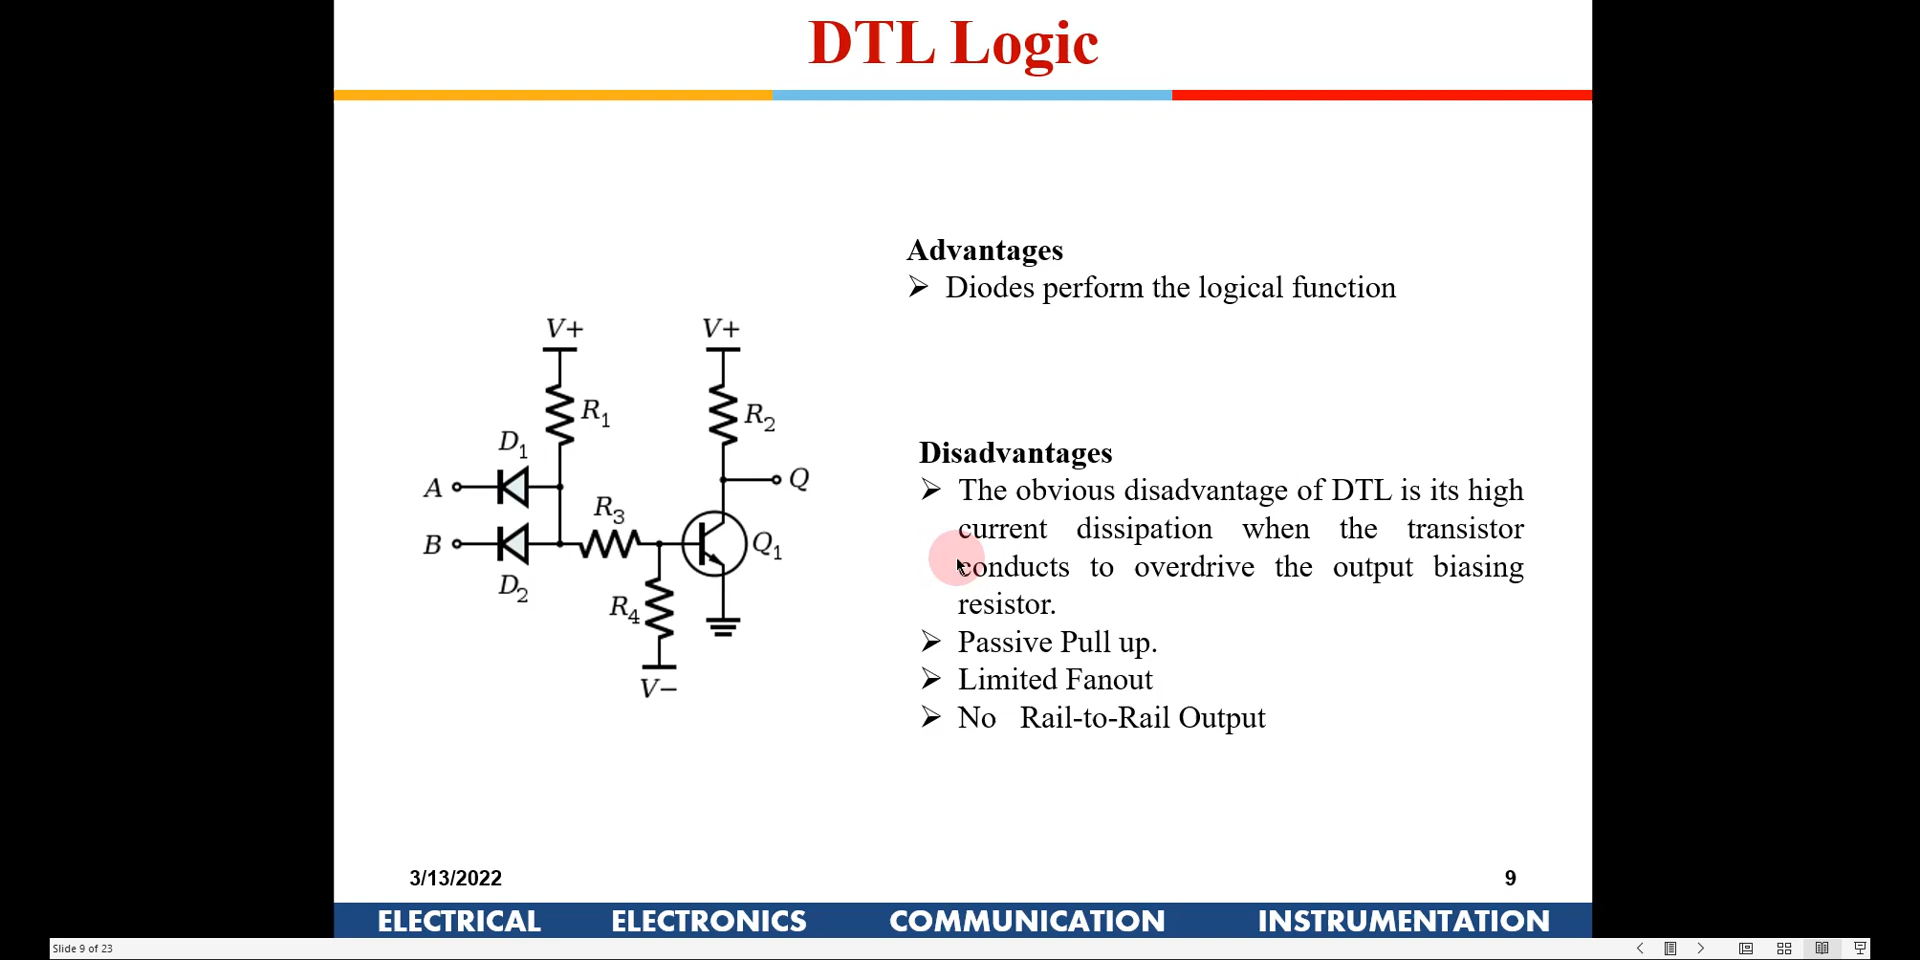 DTL Logic
Advantages
➢ Diodes perform the logical function
V+
V+
R1
R2
D1
A
Q
R3
B
Q1
D2
R4
V−
Disadvantages
➢ The obvious disadvantage of DTL is its high
current dissipation when the transistor
conducts to overdrive the output biasing
resistor.
➢ Passive Pull up.
➢ Limited Fanout
➢ No Rail-to-Rail Output
3/13/2022
9
ELECTRICAL ELECTRONICS COMMUNICATION INSTRUMENTATION
Slide 9 of 23